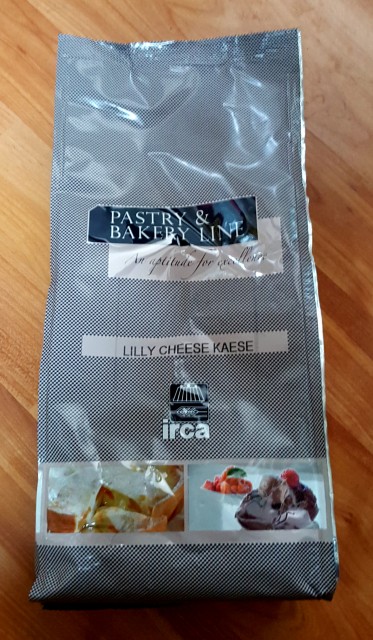 PASTRY &
BAKERY LINE
An aptitude for excellence
LILLY CHEESE KAESE
irca